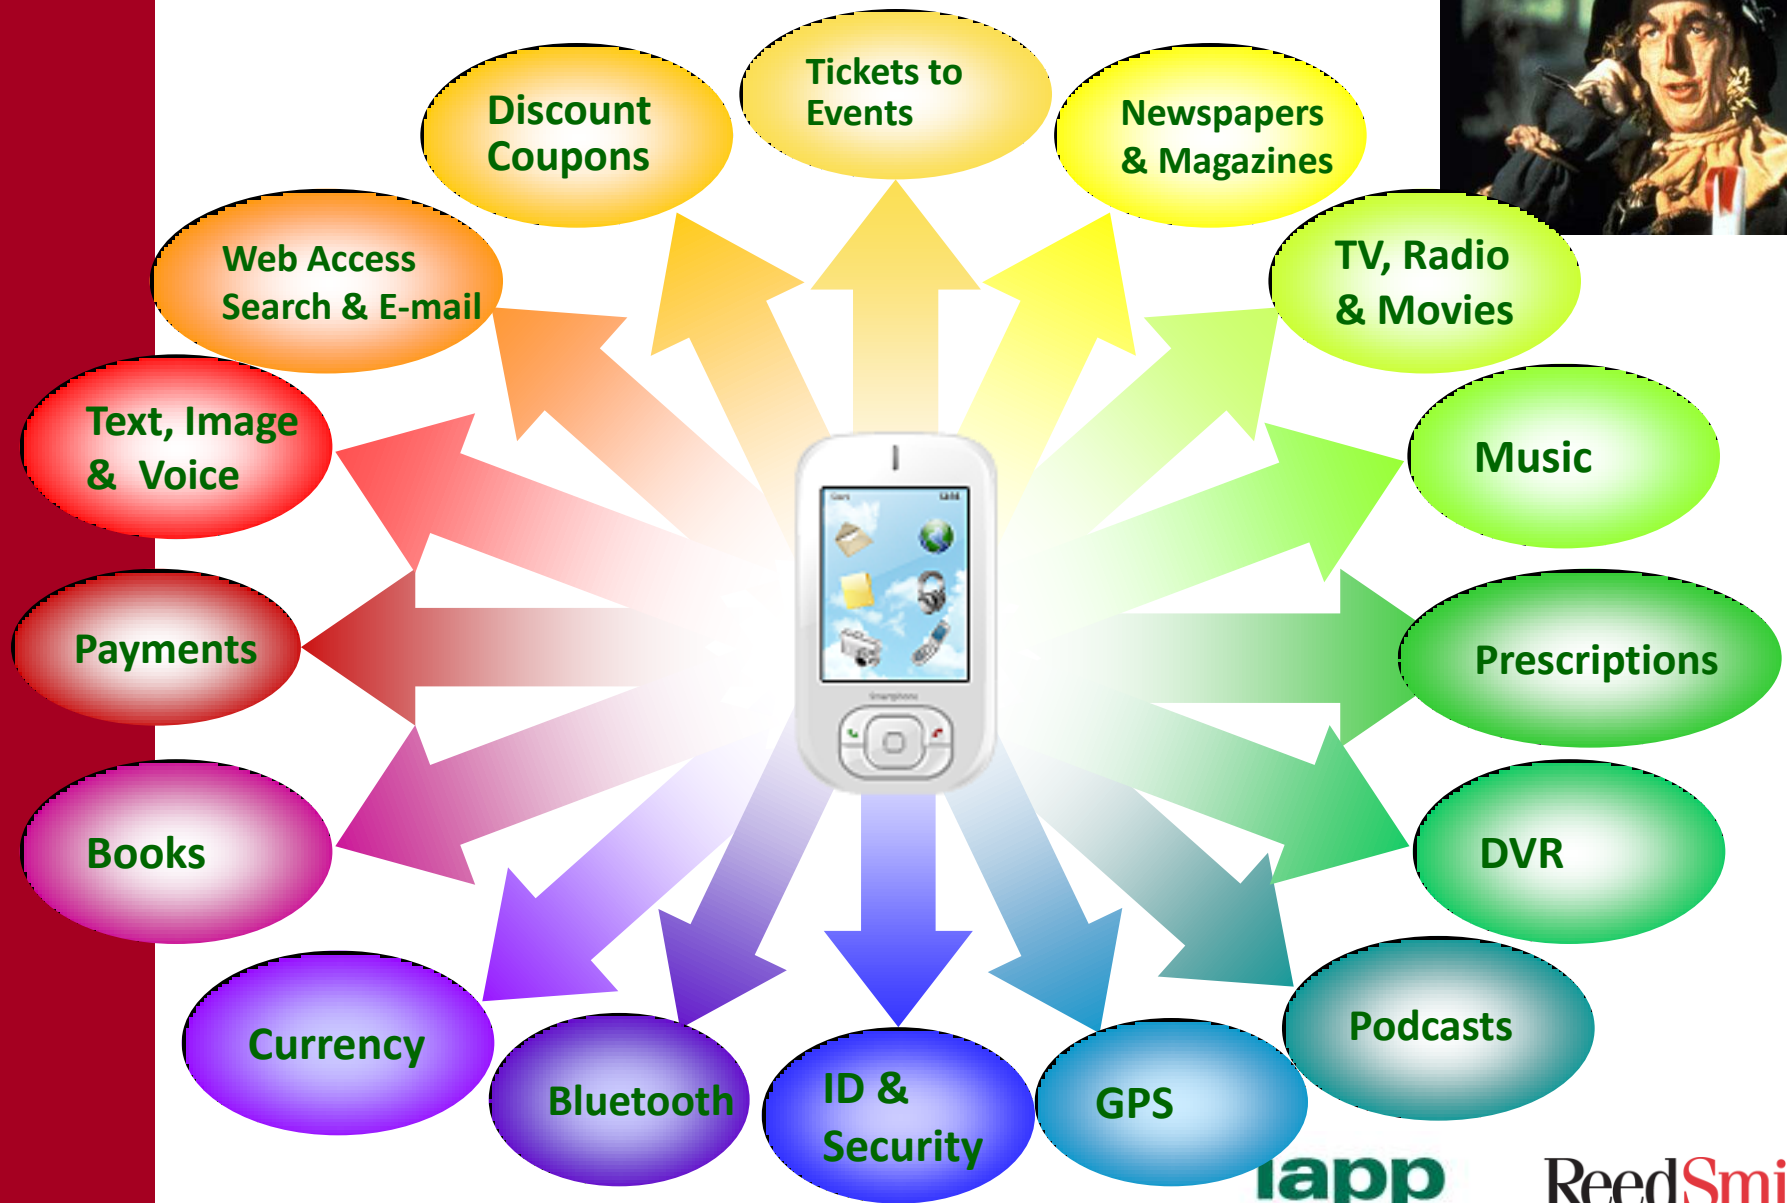 Tickets to
Events
Discount
Coupons
Newspapers
& Magazines
Web Access
Search & E-mail
TV, Radio
& Movies
Text, Image
& Voice
Music
Payments
Prescriptions
Smartphone
Books
DVR
Currency
Podcasts
Bluetooth
ID &
Security
GPS
iapp
ReedSmi